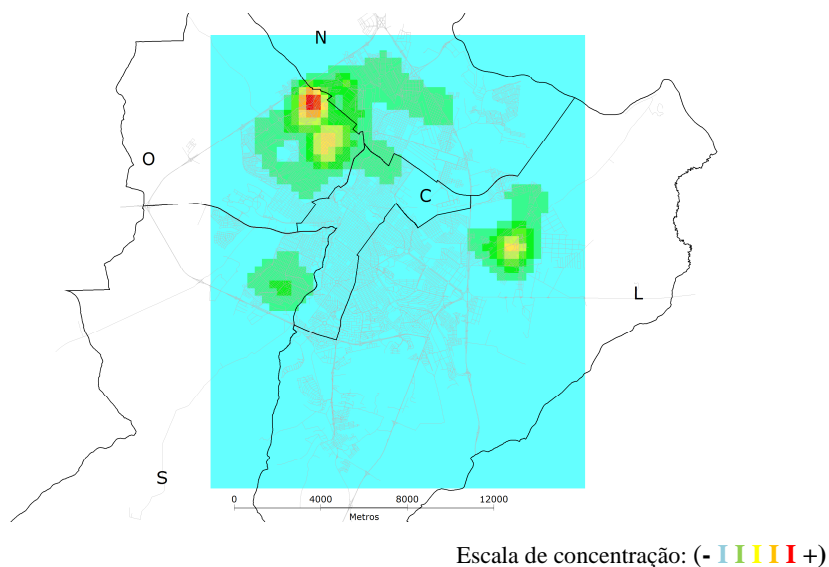 N
O
C
L
S
0 4000 8000 12000
Metros
Escala de concentração: (- I I I I I +)